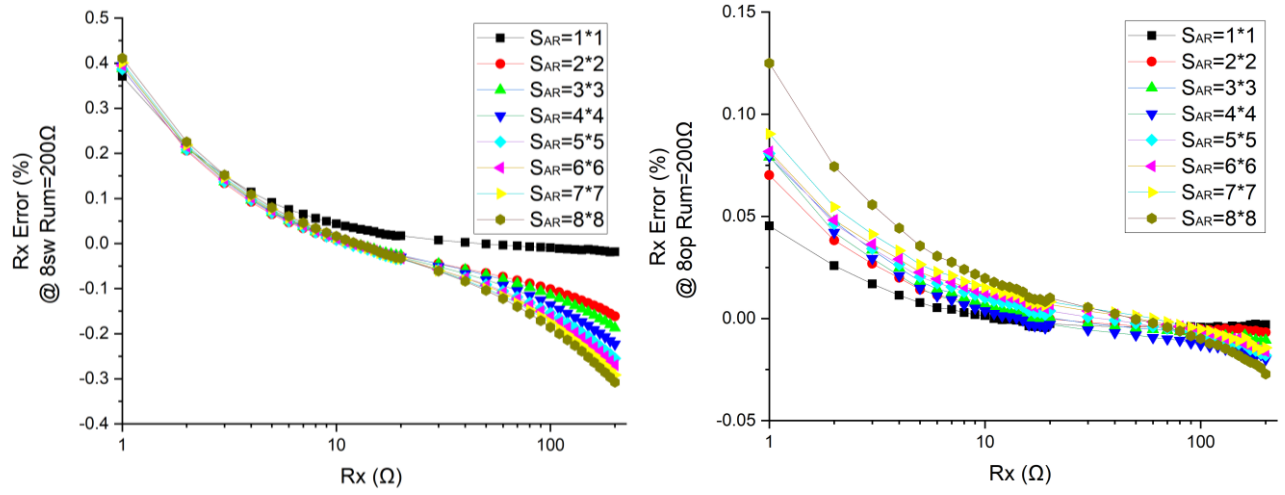 0.5
0.4
0.3
0.2
0.1
0.0
-0.1
-0.2
-0.3
-0.4
Rx Error (%)
@ 8sw Rum=200Ω
1
10
100
Rx (Ω)
SAR=1*1
SAR=2*2
SAR=3*3
SAR=4*4
SAR=5*5
SAR=6*6
SAR=7*7
SAR=8*8
0.15
0.10
0.05
0.00
-0.05
Rx Error (%)
@ 8op Rum=200Ω
1
10
100
Rx (Ω)
SAR=1*1
SAR=2*2
SAR=3*3
SAR=4*4
SAR=5*5
SAR=6*6
SAR=7*7
SAR=8*8